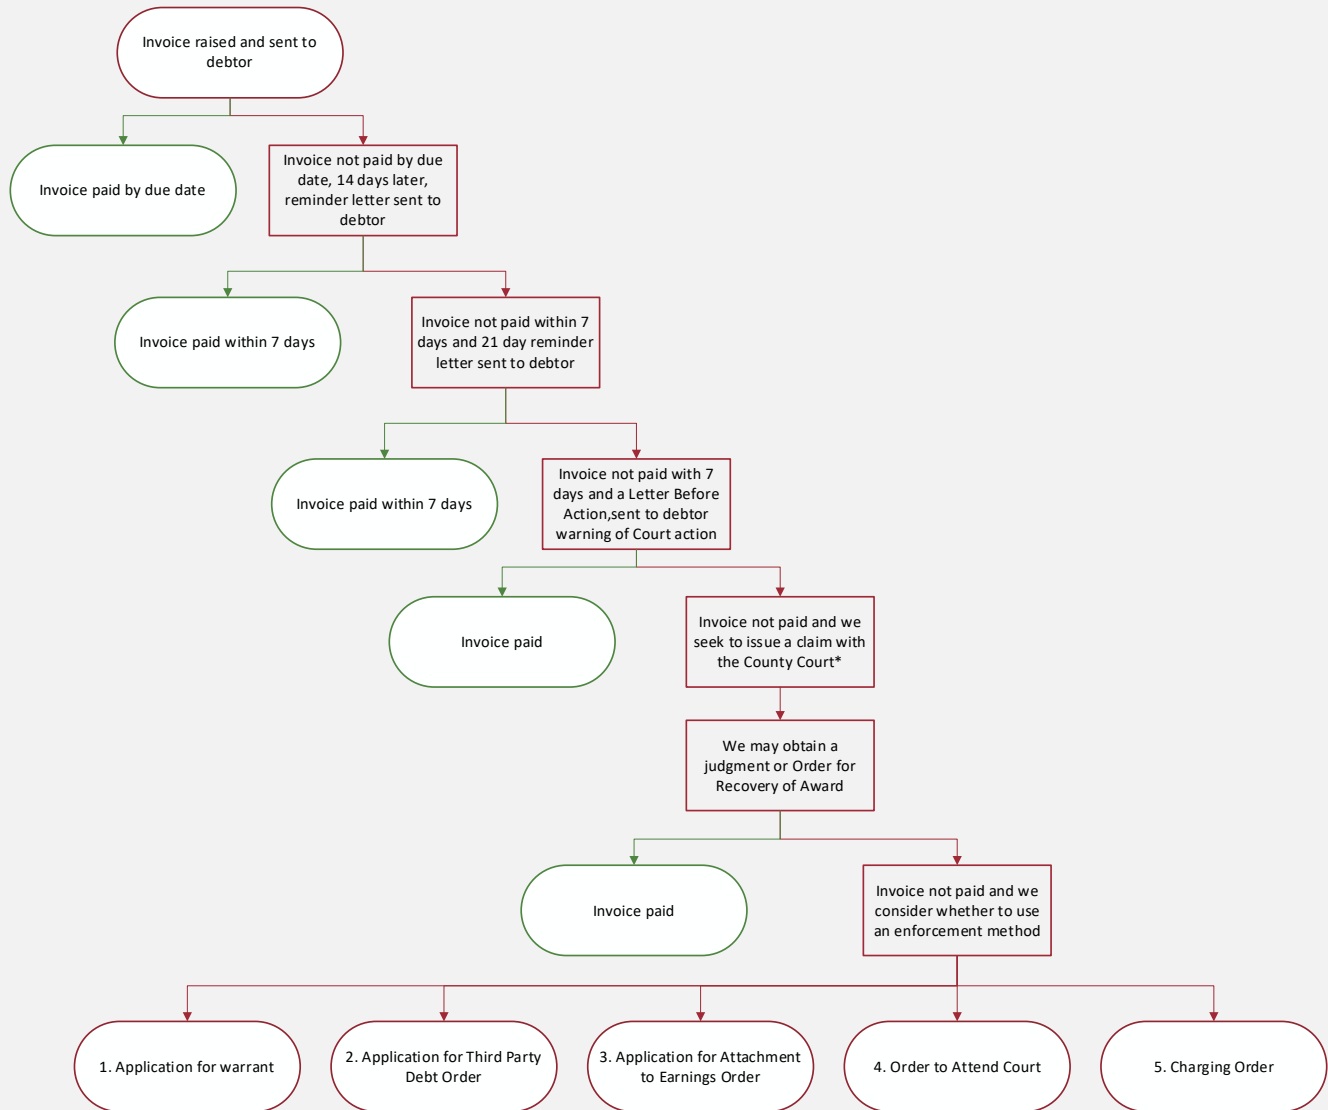 Invoice raised and sent to
debtor
Invoice paid by due date
Invoice not paid by due
date, 14 days later,
reminder letter sent to
debtor
Invoice paid within 7 days
Invoice not paid within 7
days and 21 day reminder
letter sent to debtor
Invoice paid within 7 days
Invoice not paid with 7
days and a Letter Before
Action,sent to debtor
warning of Court action
Invoice paid
Invoice not paid and we
seek to issue a claim with
the County Court*
We may obtain a
judgment or Order for
Recovery of Award
Invoice paid
Invoice not paid and we
consider whether to use
an enforcement method
1. Application for warrant
2. Application for Third Party
Debt Order
3. Application for Attachment
to Earnings Order
4. Order to Attend Court
5. Charging Order